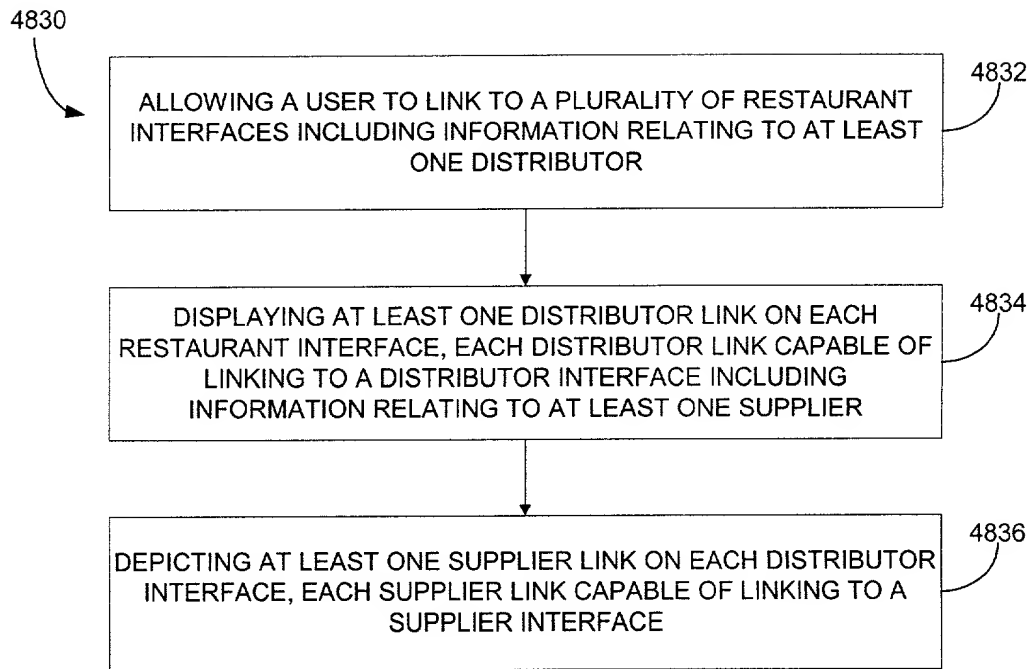 4830
4832
ALLOWING A USER TO LINK TO A PLURALITY OF RESTAURANT
INTERFACES INCLUDING INFORMATION RELATING TO AT LEAST
ONE DISTRIBUTOR
4834
DISPLAYING AT LEAST ONE DISTRIBUTOR LINK ON EACH
RESTAURANT INTERFACE, EACH DISTRIBUTOR LINK CAPABLE OF
LINKING TO A DISTRIBUTOR INTERFACE INCLUDING
INFORMATION RELATING TO AT LEAST ONE SUPPLIER
4836
DEPICTING AT LEAST ONE SUPPLIER LINK ON EACH DISTRIBUTOR
INTERFACE, EACH SUPPLIER LINK CAPABLE OF LINKING TO A
SUPPLIER INTERFACE